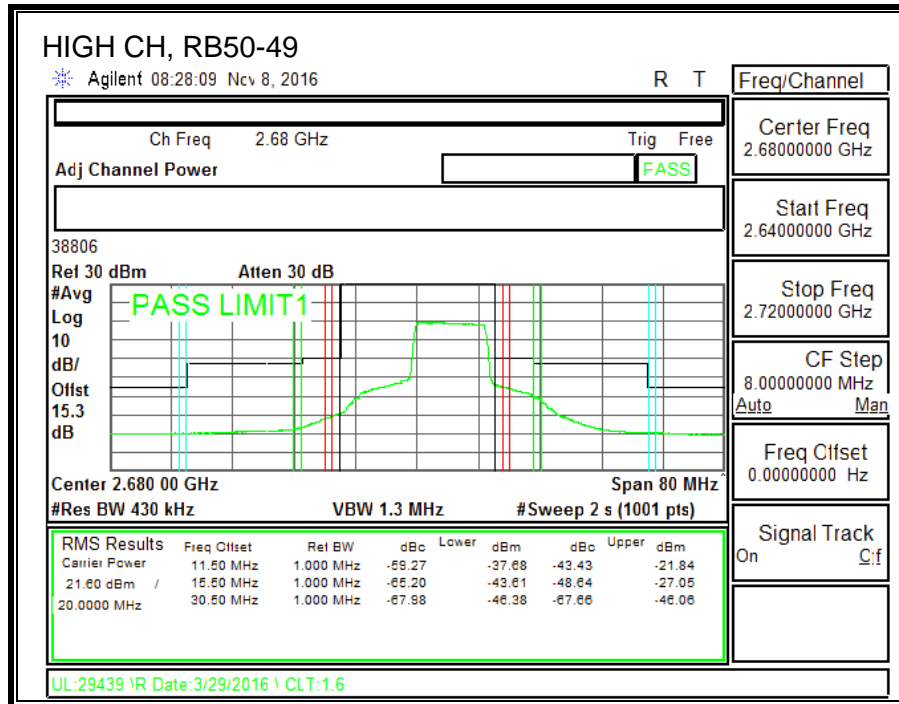 HIGH CH, RB50-49
Agilent 08:28:09 Nov 8, 2016 R T
Freq/Channel
Ch Freq 2.68 GHz Trig Free
Adj Channel Power PASS
Center Freq
2.68000000 GHz
Start Freq
2.64000000 GHz
Stop Freq
2.72000000 GHz
CF Step
8.00000000 MHz
Auto Man
Freq Offset
0.00000000 Hz
Signal Track
On Off
38806
Ref 30 dBm Atten 30 dB
#Avg
Log
10
dB/
Offst
15.3
dB
PASS LIMIT1
Center 2.680 00 GHz Span 80 MHz
#Res BW 430 kHz VBW 1.3 MHz #Sweep 2 s (1001 pts)
RMS Results Freq Offset Ref BW dBc Lower dBm dBc Upper dBm
Carrier Power 11.50 MHz 1.000 MHz -59.27 -37.68 -43.43 -21.84
21.60 dBm / 15.50 MHz 1.000 MHz -65.20 -43.61 -48.64 -27.05
20.0000 MHz 30.50 MHz 1.000 MHz -67.98 -46.38 -67.66 -46.06
UL:29439 \R Date:3/29/2016 \ CLT:1.6